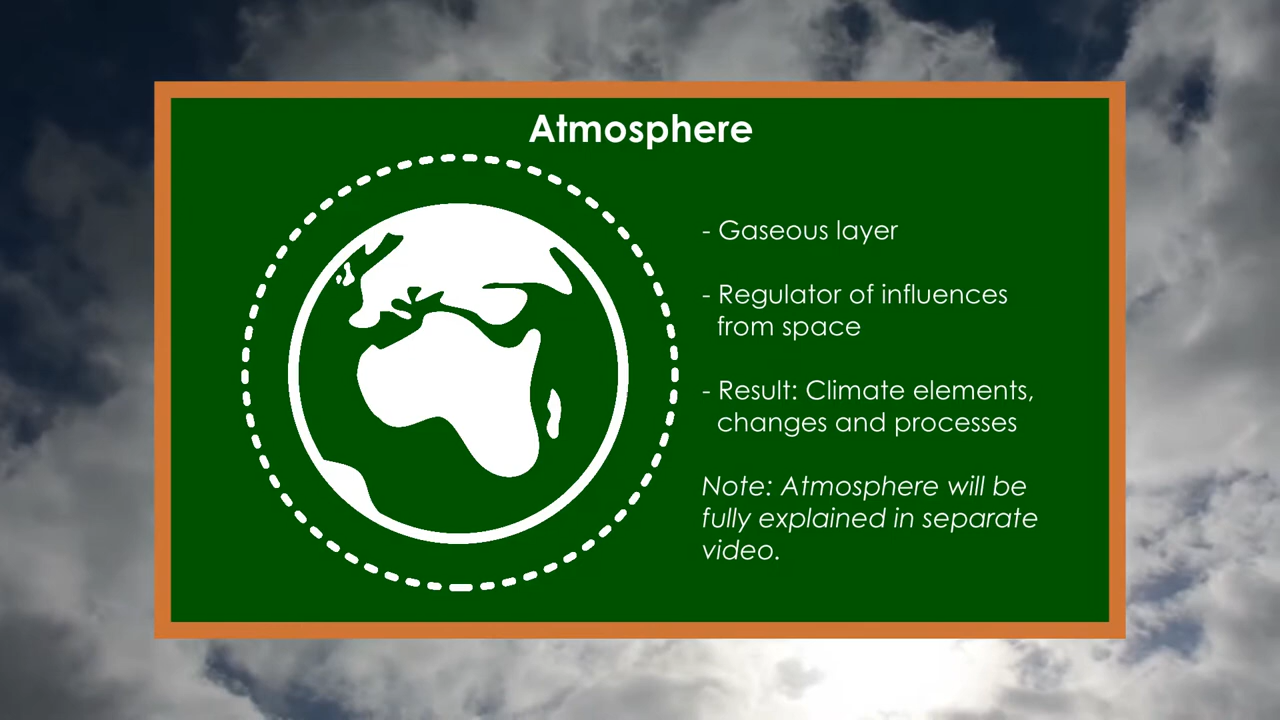 Atmosphere
- Gaseous layer
- Regulator of influences
from space
- Result: Climate elements,
changes and processes
Note: Atmosphere will be
fully explained in separate
video.